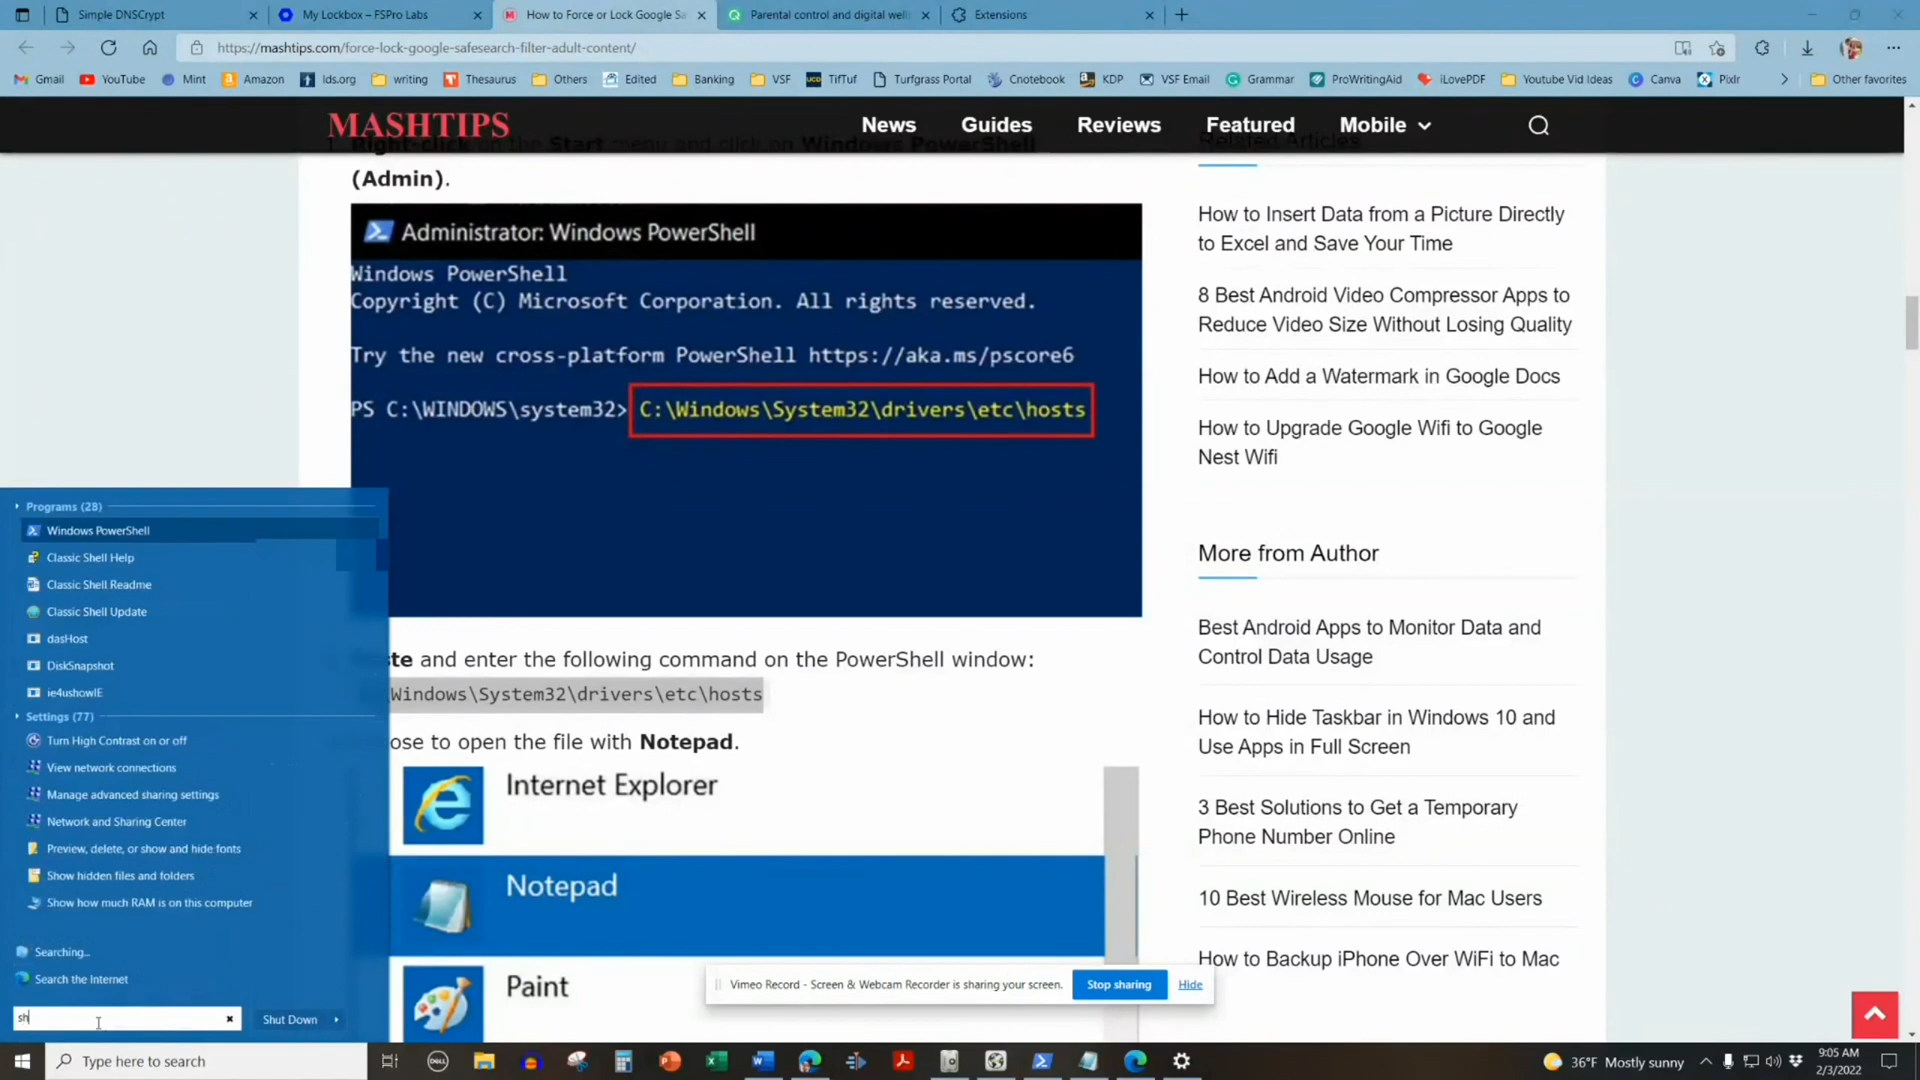 Simple DNSCrypt
My Lockbox – FSPro Labs
How to Force or Lock Google Sa
Parental control and digital well
Extensions
https://mashtips.com/force-lock-google-safesearch-filter-adult-content/
Gmail
YouTube
Mint
Amazon
lds.org
writing
Thesaurus
Others
Edited
Banking
VSF
TifTuf
Turfgrass Portal
Cnotebook
KDP
VSF Email
Grammar
ProWritingAid
iLovePDF
Youtube Vid Ideas
Canva
Pixlr
Other favorites
MASHTIPS
News
Guides
Reviews
Featured
Mobile
Right-click on the Start menu and click on Windows PowerShell
(Admin).
Administrator: Windows PowerShell
Windows PowerShell
Copyright (C) Microsoft Corporation. All rights reserved.
Try the new cross-platform PowerShell https://aka.ms/pscore6
PS C:\WINDOWS\system32> C:\Windows\System32\drivers\etc\hosts
ste and enter the following command on the PowerShell window:
\Windows\System32\drivers\etc\hosts
ose to open the file with Notepad.
Internet Explorer
Notepad
Paint
Related Articles
How to Insert Data from a Picture Directly
to Excel and Save Your Time
8 Best Android Video Compressor Apps to
Reduce Video Size Without Losing Quality
How to Add a Watermark in Google Docs
How to Upgrade Google Wifi to Google
Nest Wifi
More from Author
Best Android Apps to Monitor Data and
Control Data Usage
How to Hide Taskbar in Windows 10 and
Use Apps in Full Screen
3 Best Solutions to Get a Temporary
Phone Number Online
10 Best Wireless Mouse for Mac Users
How to Backup iPhone Over WiFi to Mac
Programs (28)
Windows PowerShell
Classic Shell Help
Classic Shell Readme
Classic Shell Update
dasHost
DiskSnapshot
ie4ushowIE
Settings (77)
Turn High Contrast on or off
View network connections
Manage advanced sharing settings
Network and Sharing Center
Preview, delete, or show and hide fonts
Show hidden files and folders
Show how much RAM is on this computer
Searching...
Search the Internet
sh
Shut Down
Vimeo Record - Screen & Webcam Recorder is sharing your screen.
Stop sharing
Hide
Type here to search
DELL
36°F Mostly sunny
9:05 AM
2/3/2022